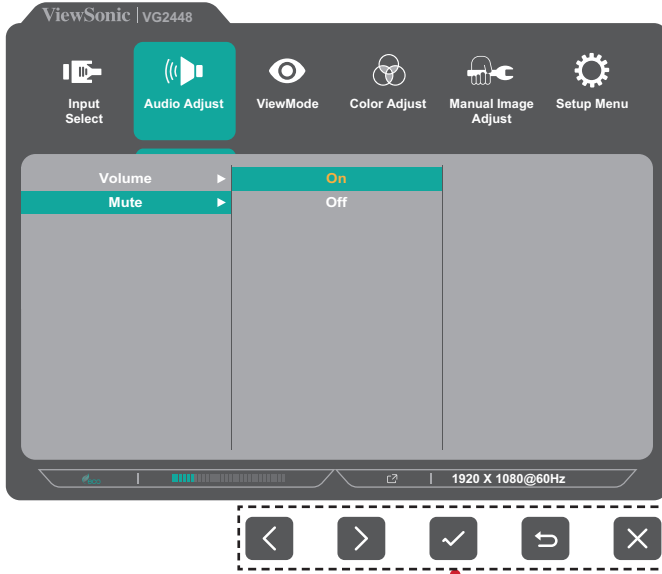 ViewSonic VG2448
Input
Select
Audio Adjust
ViewMode
Color Adjust
Manual Image
Adjust
Setup Menu
Volume
On
Mute
Off
eco
1920 X 1080@60Hz